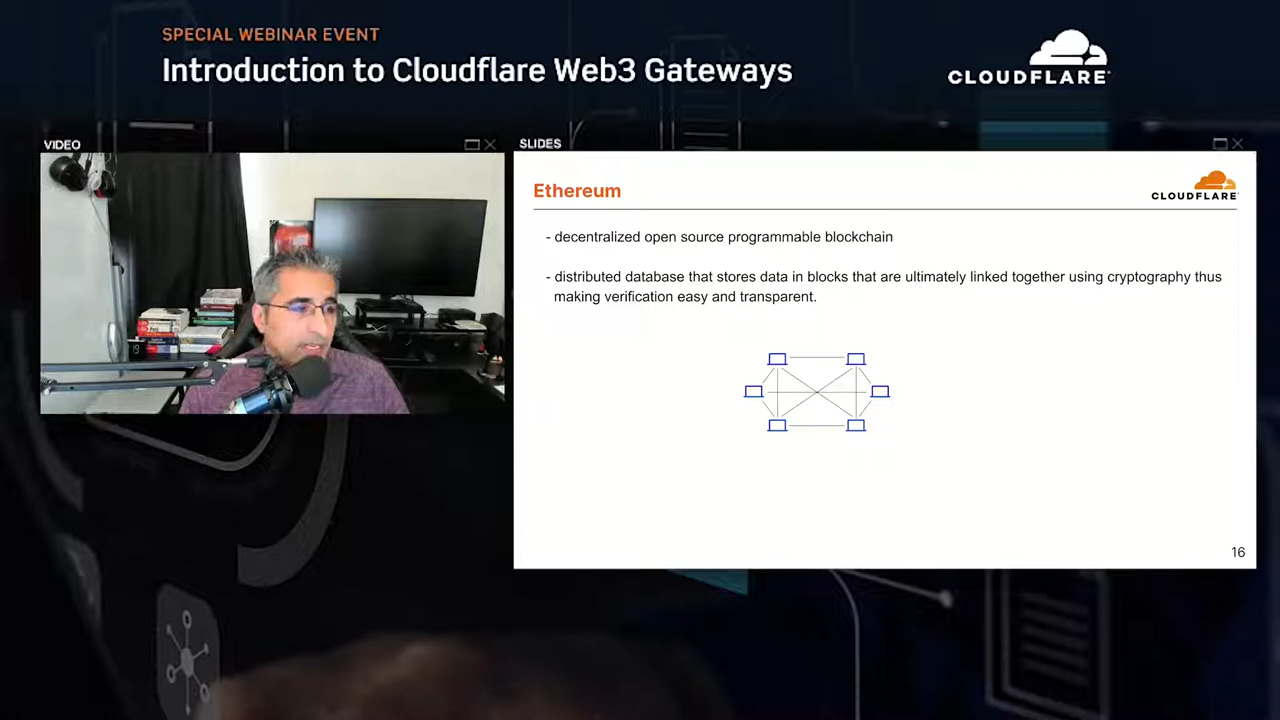 SPECIAL WEBINAR EVENT
Introduction to Cloudflare Web3 Gateways
CLOUDFLARE
VIDEO
SLIDES
Ethereum
CLOUDFLARE
- decentralized open source programmable blockchain
- distributed database that stores data in blocks that are ultimately linked together using cryptography thus
making verification easy and transparent.
16